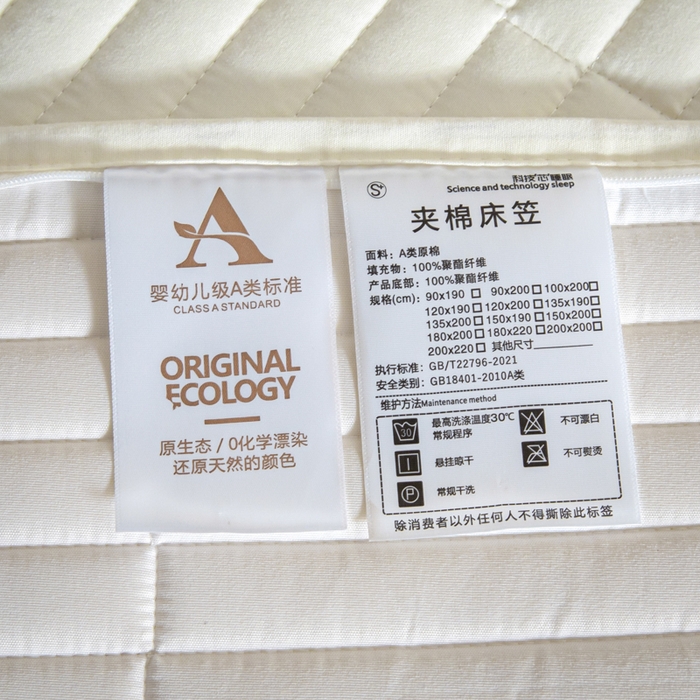 A
婴幼儿级A类标准
CLASS A STANDARD
ORIGINAL
ECOLOGY
原生态 / 0化学漂染
还原天然的颜色
S+
科技芯睡眠
Science and technology sleep
夹棉床笠
面料：A类原棉
填充物：100%聚酯纤维
产品底部：100%聚酯纤维
规格(cm)：90x190 □ 90x200 □ 100x200 □
120x190 □ 120x200 □ 135x190 □
135x200 □ 150x190 □ 150x200 □
180x200 □ 180x220 □ 200x200 □
200x220 □ 其他尺寸
执行标准：GB/T22796-2021
安全类别：GB18401-2010A类
维护方法Maintenance method
30 最高洗涤温度30℃ 常规程序
不可漂白
悬挂晾干
不可熨烫
P 常规干洗
除消费者以外任何人不得撕除此标签